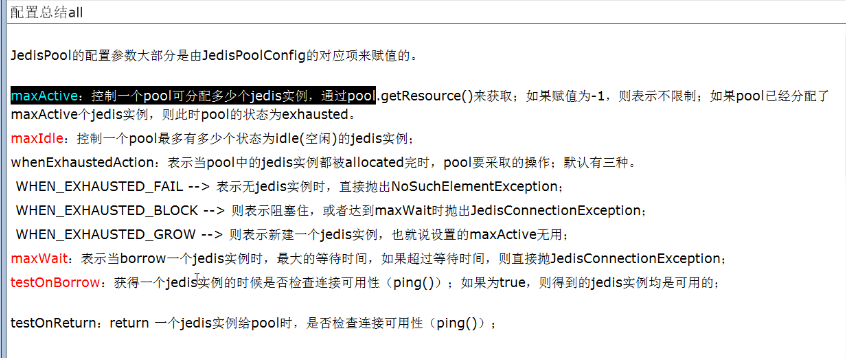 配置总结all
JedisPool的配置参数大部分是由JedisPoolConfig的对应项来赋值的。
maxActive：控制一个pool可分配多少个jedis实例，通过pool.getResource()来获取；如果赋值为-1，则表示不限制；如果pool已经分配了
maxActive个jedis实例，则此时pool的状态为exhausted。
maxIdle：控制一个pool最多有多少个状态为idle(空闲)的jedis实例；
whenExhaustedAction：表示当pool中的jedis实例都被allocated完时，pool要采取的操作；默认有三种。
WHEN_EXHAUSTED_FAIL --> 表示无jedis实例时，直接抛出NoSuchElementException；
WHEN_EXHAUSTED_BLOCK --> 则表示阻塞住，或者达到maxWait时抛出JedisConnectionException；
WHEN_EXHAUSTED_GROW --> 则表示新建一个jedis实例，也就说设置的maxActive无用；
maxWait：表示当borrow一个jedis实例时，最大的等待时间，如果超过等待时间，则直接抛JedisConnectionException；
testOnBorrow：获得一个jedis实例的时候是否检查连接可用性（ping()）；如果为true，则得到的jedis实例均是可用的；
testOnReturn：return 一个jedis实例给pool时，是否检查连接可用性（ping()）；